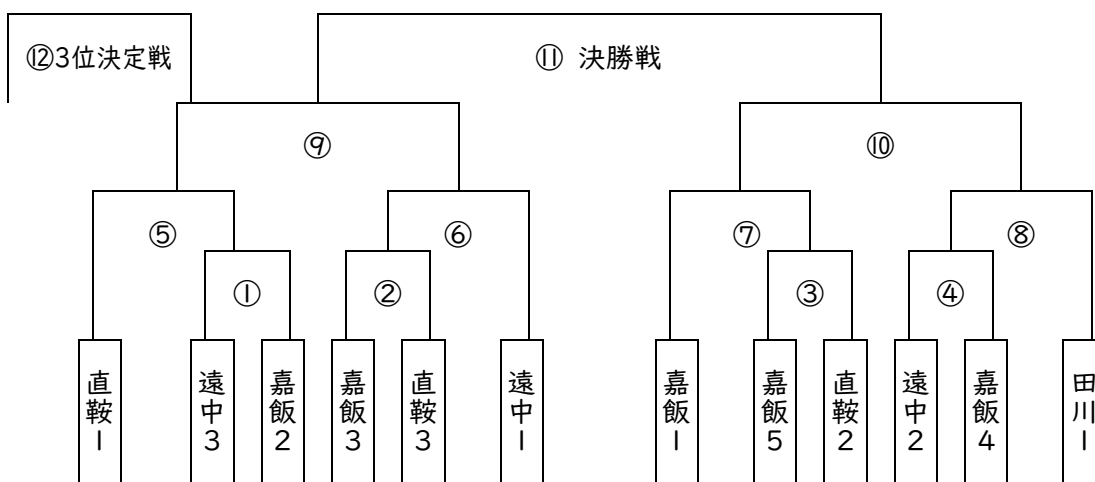 ⑫3位決定戦
⑪ 決勝戦
⑨
⑩
⑤
⑥
⑦
⑧
①
②
③
④
直鞍1
遠中3
嘉飯2
嘉飯3
直鞍3
遠中1
嘉飯1
嘉飯5
直鞍2
遠中2
嘉飯4
田川1